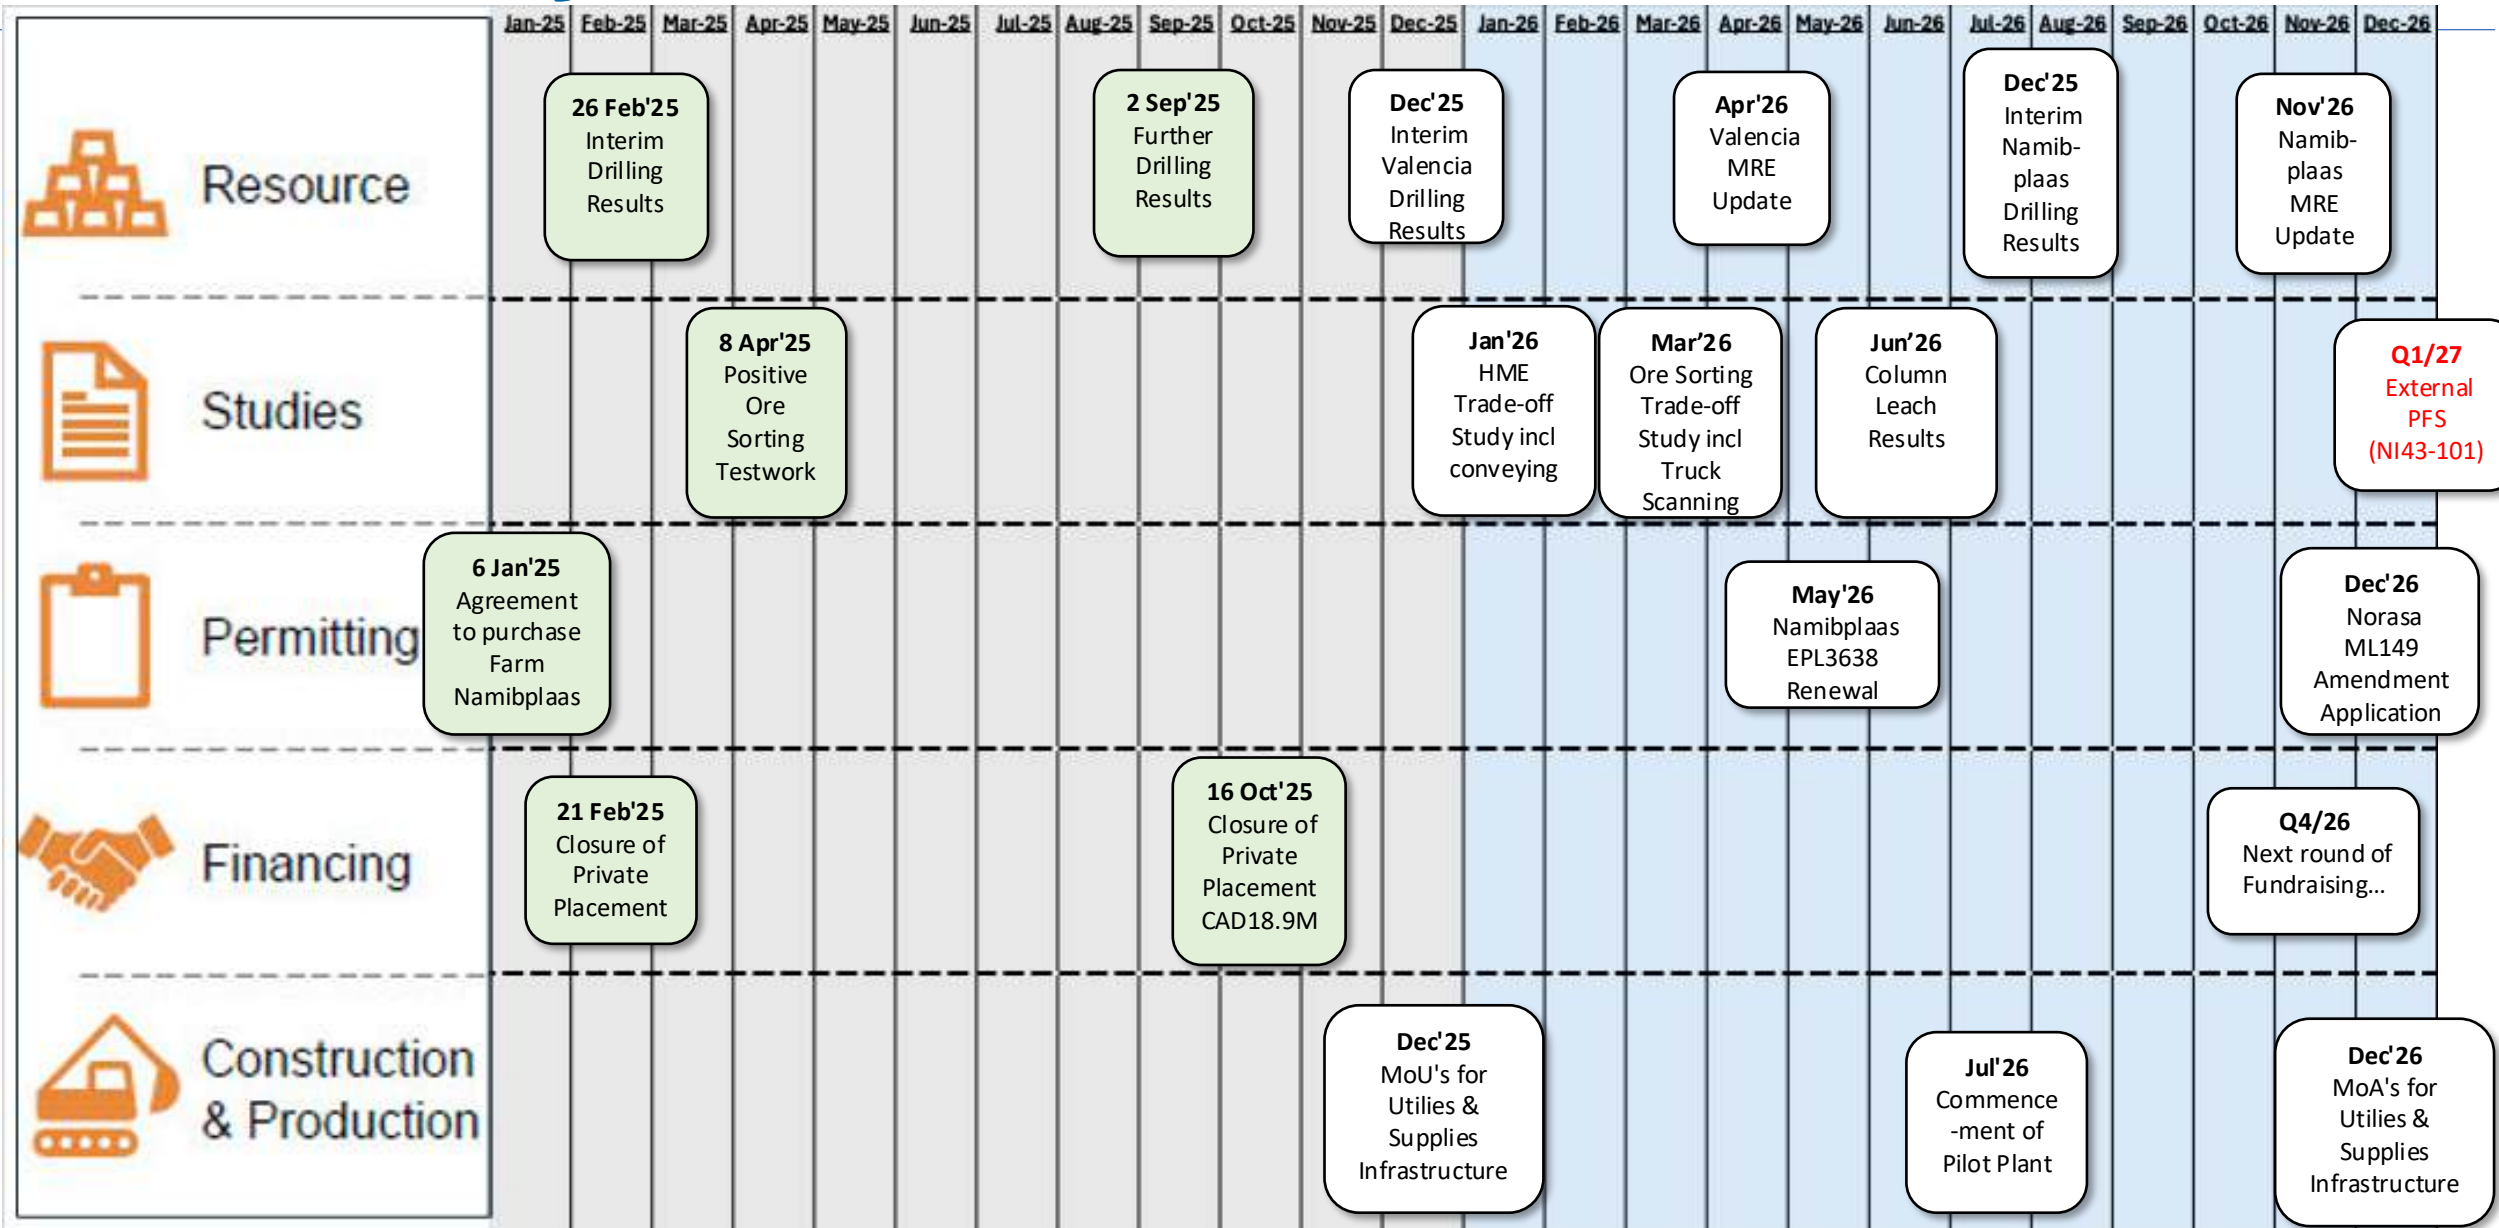 Jan-25 Feb-25 Mar-25 Apr-25 May-25 Jun-25 Jul-25 Aug-25 Sep-25 Oct-25 Nov-25 Dec-25 Jan-26 Feb-26 Mar-26 Apr-26 May-26 Jun-26 Jul-26 Aug-26 Sep-26 Oct-26 Nov-26 Dec-26
Resource
26 Feb'25
Interim
Drilling
Results
2 Sep'25
Further
Drilling
Results
Dec'25
Interim
Valencia
Drilling
Results
Apr'26
Valencia
MRE
Update
Dec'25
Interim
Namib-
plaas
Drilling
Results
Nov'26
Namib-
plaas
MRE
Update
Studies
8 Apr'25
Positive
Ore
Sorting
Testwork
Jan'26
HME
Trade-off
Study incl
conveying
Mar’26
Ore Sorting
Trade-off
Study incl
Truck
Scanning
Jun’26
Column
Leach
Results
Q1/27
External
PFS
(NI43-101)
Permitting
6 Jan'25
Agreement
to purchase
Farm
Namibplaas
May'26
Namibplaas
EPL3638
Renewal
Dec'26
Norasa
ML149
Amendment
Application
Financing
21 Feb'25
Closure of
Private
Placement
16 Oct'25
Closure of
Private
Placement
CAD18.9M
Q4/26
Next round of
Fundraising...
Construction
& Production
Dec'25
MoU's for
Utilies &
Supplies
Infrastructure
Jul'26
Commence
-ment of
Pilot Plant
Dec'26
MoA's for
Utilies &
Supplies
Infrastructure